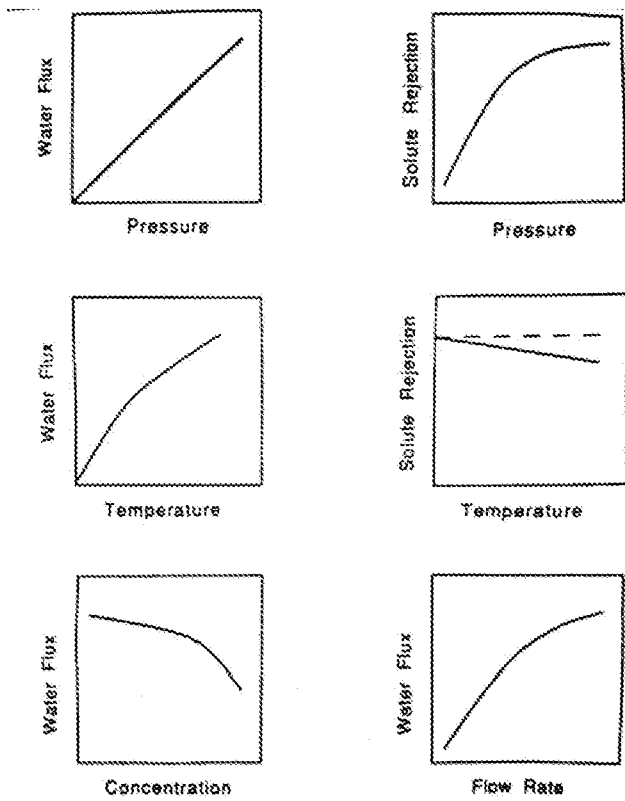 Water Flux
Pressure
Solute Rejection
Pressure
Water Flux
Temperature
Solute Rejection
Temperature
Water Flux
Concentration
Water Flux
Flow Rate